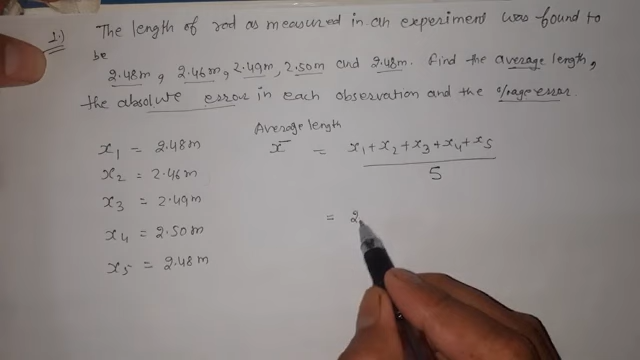 1.) The length of rod as measured in an experiment was found to
be 2.48m, 2.46m, 2.49m, 2.50m and 2.48m. Find the average length,
the absolute error in each observation and the %age error.
Average length
x₁ = 2.48m x̄ = x₁+x₂+x₃+x₄+x₅
5
x₂ = 2.46m
x₃ = 2.49m
= 2.
x₄ = 2.50m
x₅ = 2.48m